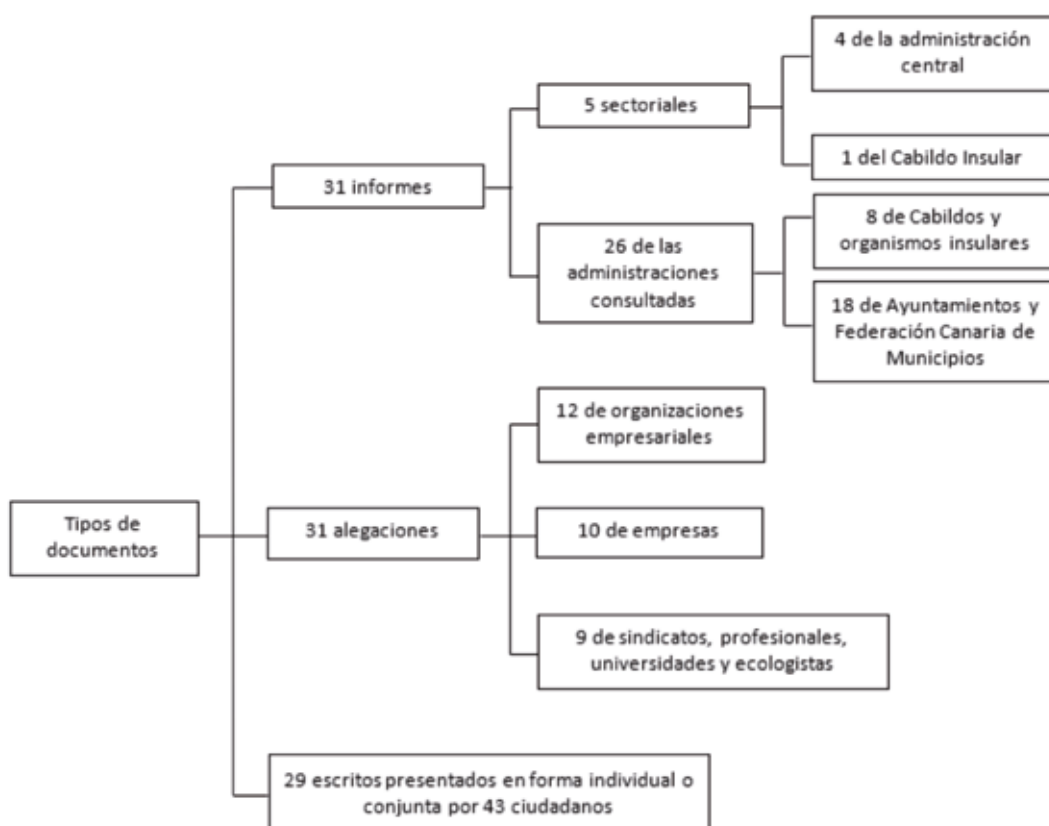 4 de la administración
central
5 sectoriales
1 del Cabildo Insular
31 informes
8 de Cabildos y
organismos insulares
26 de las
administraciones
consultadas
18 de Ayuntamientos y
Federación Canaria de
Municipios
12 de organizaciones
empresariales
Tipos de
documentos
31 alegaciones
10 de empresas
9 de sindicatos, profesionales,
universidades y ecologistas
29 escritos presentados en forma individual o
conjunta por 43 ciudadanos